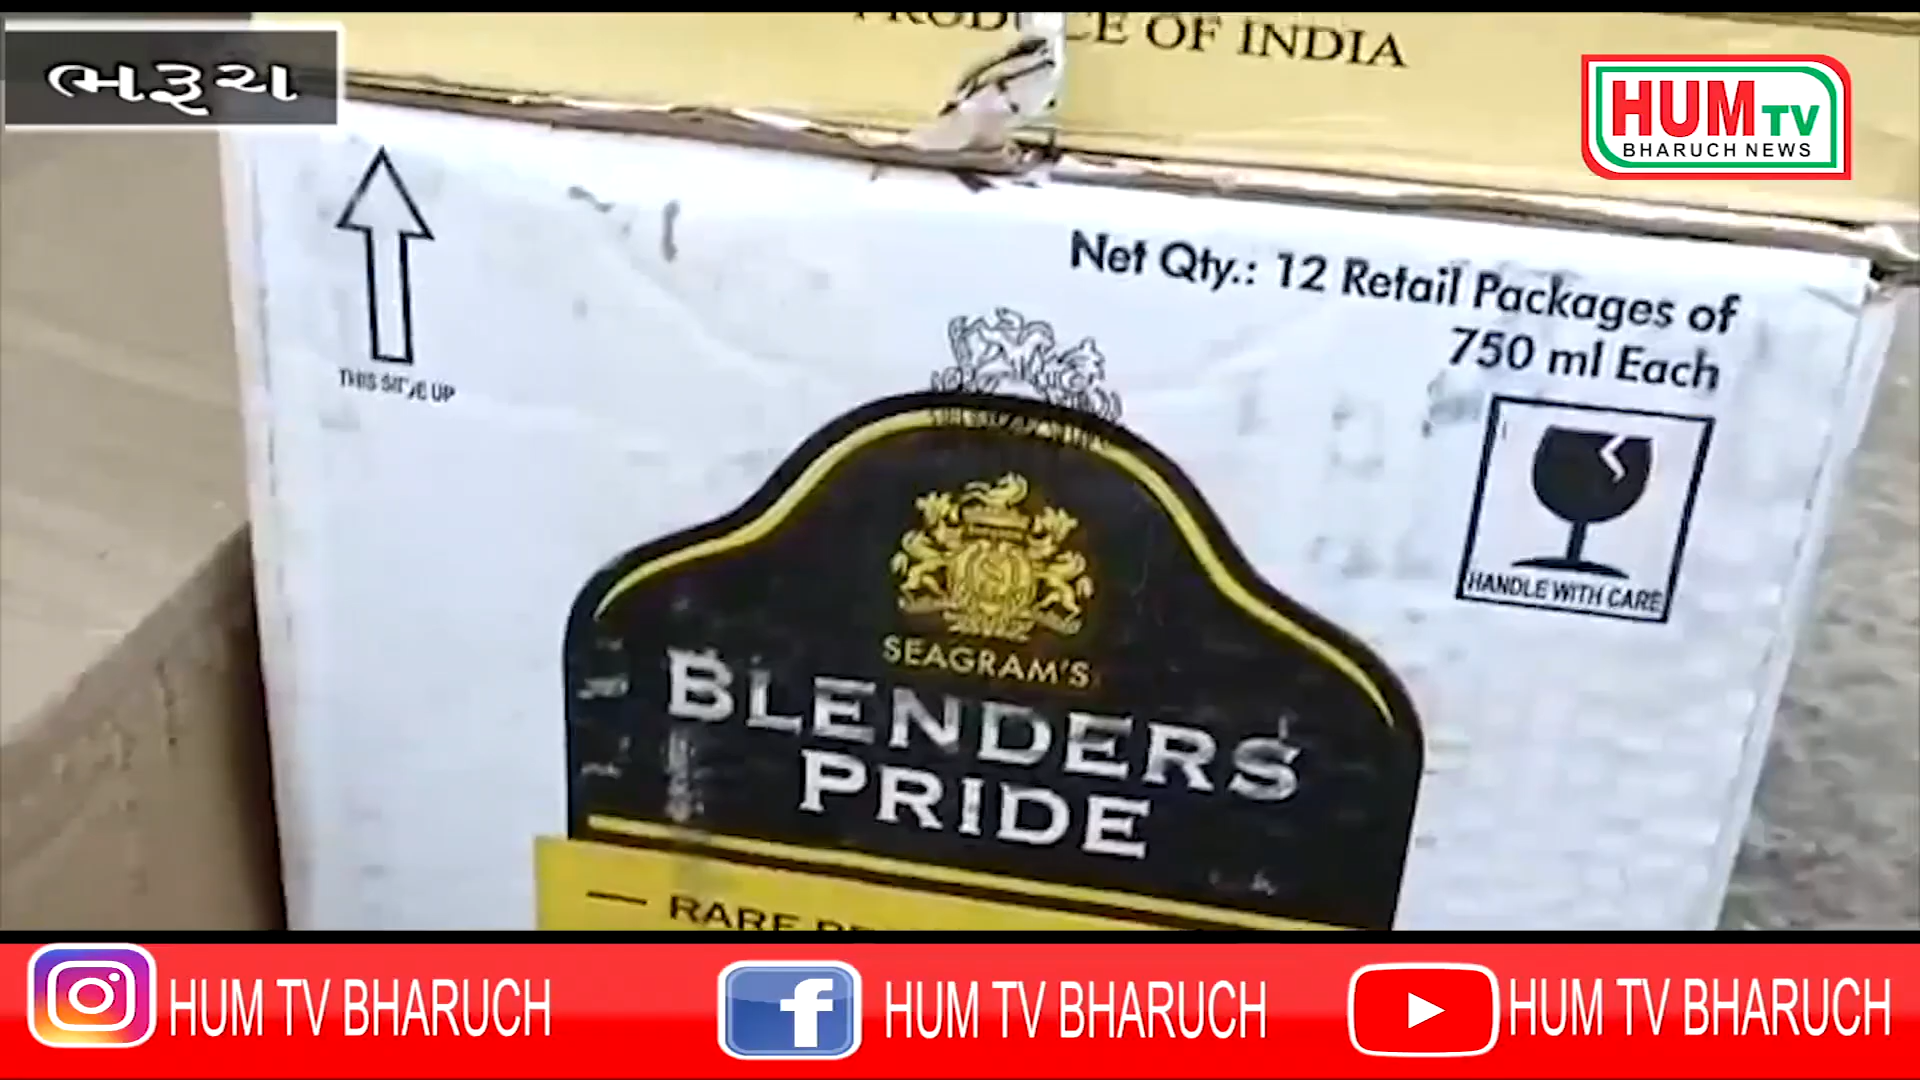 ભરૂચ
PRODUCE OF INDIA
HUM TV
BHARUCH NEWS
Net Qty.: 12 Retail Packages of
750 ml Each
THIS SIDE UP
HANDLE WITH CARE
SEAGRAM'S
BLENDERS
PRIDE
RARE
HUM TV BHARUCH
HUM TV BHARUCH
HUM TV BHARUCH